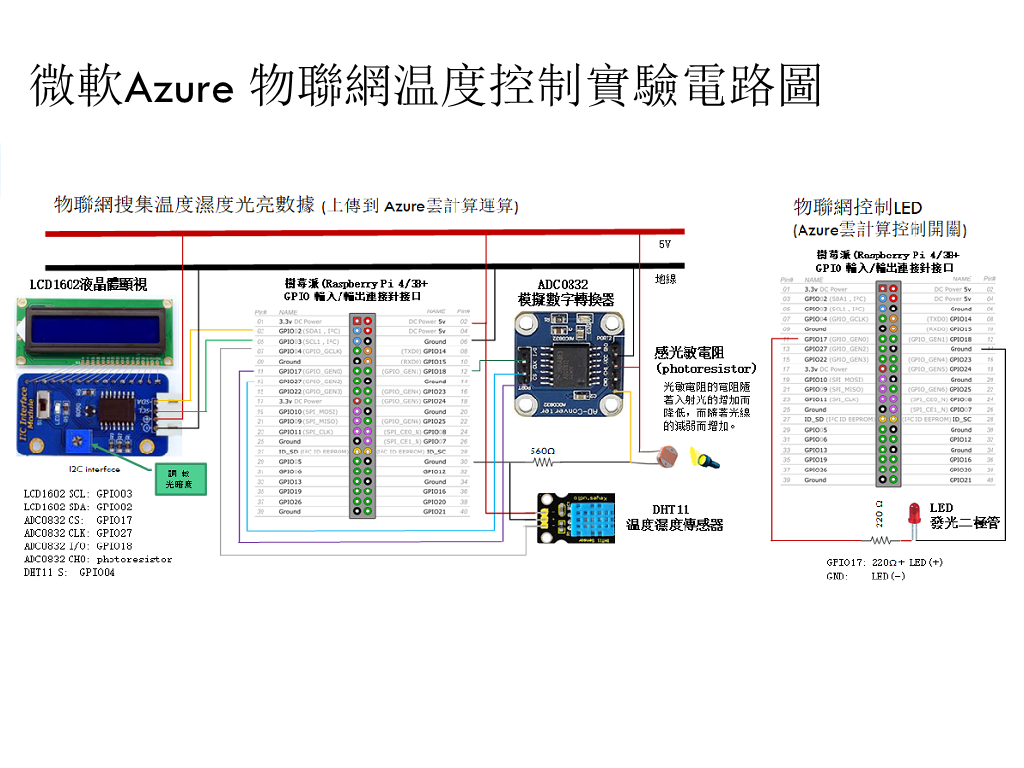 微軟Azure 物聯網温度控制實驗電路圖
物聯網搜集温度濕度光亮數據 (上傳到 Azure雲計算運算)
5V
地線
LCD1602液晶體顯視
I2C interface
調 較
光暗度
LCD1602 SCL: GPIO03
LCD1602 SDA: GPIO02
ADC0832 CS: GPIO17
ADC0832 CLK: GPIO27
ADC0832 I/O: GPIO18
ADC0832 CH0: photoresistor
DHT11 S: GPIO04
樹莓派(Raspberry Pi 4/3B+
GPIO 輸入/輸出連接針接口
Pin# NAME NAME Pin#
01 3.3v DC Power DC Power 5v 02
03 GPIO02 (SDA1 , I²C) DC Power 5v 04
05 GPIO03 (SCL1 , I²C) Ground 06
07 GPIO04 (GPIO_GCLK) (TXD0) GPIO14 08
09 Ground (RXD0) GPIO15 10
11 GPIO17 (GPIO_GEN0) (GPIO_GEN1) GPIO18 12
13 GPIO27 (GPIO_GEN2) Ground 14
15 GPIO22 (GPIO_GEN3) (GPIO_GEN4) GPIO23 16
17 3.3v DC Power (GPIO_GEN5) GPIO24 18
19 GPIO10 (SPI_MOSI) Ground 20
21 GPIO09 (SPI_MISO) (GPIO_GEN6) GPIO25 22
23 GPIO11 (SPI_CLK) (SPI_CE0_N) GPIO08 24
25 Ground (SPI_CE1_N) GPIO07 26
27 ID_SD (I²C ID EEPROM) (I²C ID EEPROM) ID_SC 28
29 GPIO05 Ground 30
31 GPIO06 GPIO12 32
33 GPIO13 Ground 34
35 GPIO19 GPIO16 36
37 GPIO26 GPIO20 38
39 Ground GPIO21 40
ADC0832
模擬數字轉換器
感光敏電阻
(photoresistor)
光敏電阻的電阻隨
着入射光的增加而
降低，而隨著光線
的減弱而增加。
560Ω
DHT11
温度濕度傳感器
物聯網控制LED
(Azure雲計算控制開關)
樹莓派(Raspberry Pi 4/3B+
GPIO 輸入/輸出連接針接口
Pin# NAME NAME Pin#
01 3.3v DC Power DC Power 5v 02
03 GPIO02 (SDA1 , I²C) DC Power 5v 04
05 GPIO03 (SCL1 , I²C) Ground 06
07 GPIO04 (GPIO_GCLK) (TXD0) GPIO14 08
09 Ground (RXD0) GPIO15 10
11 GPIO17 (GPIO_GEN0) (GPIO_GEN1) GPIO18 12
13 GPIO27 (GPIO_GEN2) Ground 14
15 GPIO22 (GPIO_GEN3) (GPIO_GEN4) GPIO23 16
17 3.3v DC Power (GPIO_GEN5) GPIO24 18
19 GPIO10 (SPI_MOSI) Ground 20
21 GPIO09 (SPI_MISO) (GPIO_GEN6) GPIO25 22
23 GPIO11 (SPI_CLK) (SPI_CE0_N) GPIO08 24
25 Ground (SPI_CE1_N) GPIO07 26
27 ID_SD (I²C ID EEPROM) (I²C ID EEPROM) ID_SC 28
29 GPIO05 Ground 30
31 GPIO06 GPIO12 32
33 GPIO13 Ground 34
35 GPIO19 GPIO16 36
37 GPIO26 GPIO20 38
39 Ground GPIO21 40
220 Ω
LED
發光二極管
GPIO17: 220Ω+ LED(+)
GND: LED(-)